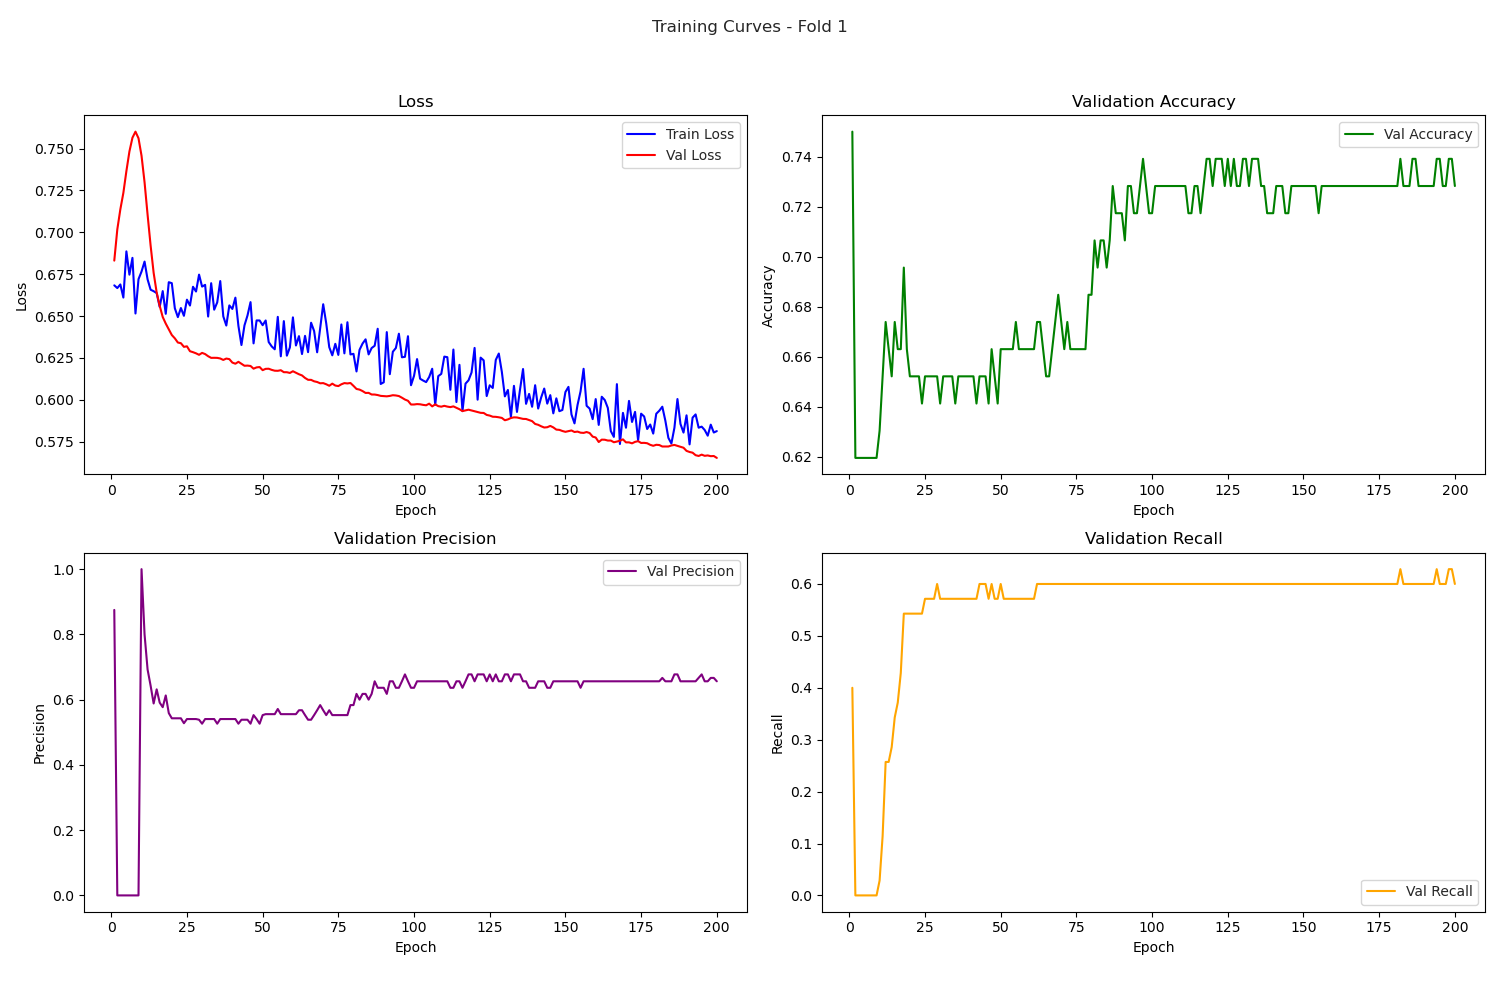 Training Curves - Fold 1
Loss
0.750
0.725
0.700
0.675
0.650
0.625
0.600
0.575
Loss
Train Loss
Val Loss
0 25 50 75 100 125 150 175 200
Epoch
Validation Accuracy
0.74
0.72
0.70
0.68
0.66
0.64
0.62
Accuracy
Val Accuracy
0 25 50 75 100 125 150 175 200
Epoch
Validation Precision
1.0
0.8
0.6
0.4
0.2
0.0
Precision
Val Precision
0 25 50 75 100 125 150 175 200
Epoch
Validation Recall
0.6
0.5
0.4
0.3
0.2
0.1
0.0
Recall
Val Recall
0 25 50 75 100 125 150 175 200
Epoch